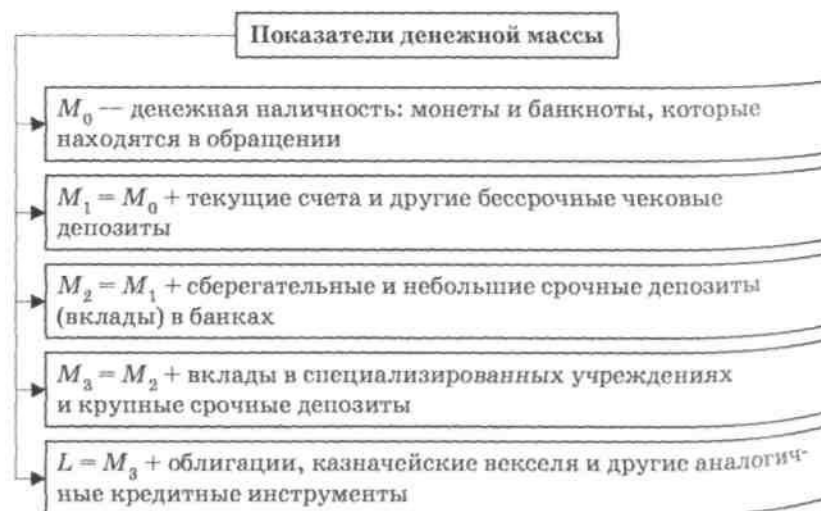 Показатели денежной массы
M₀ — денежная наличность: монеты и банкноты, которые
находятся в обращении
M₁ = M₀ + текущие счета и другие бессрочные чековые
депозиты
M₂ = M₁ + сберегательные и небольшие срочные депозиты
(вклады) в банках
M₃ = M₂ + вклады в специализированных учреждениях
и крупные срочные депозиты
L = M₃ + облигации, казначейские векселя и другие аналогич-
ные кредитные инструменты